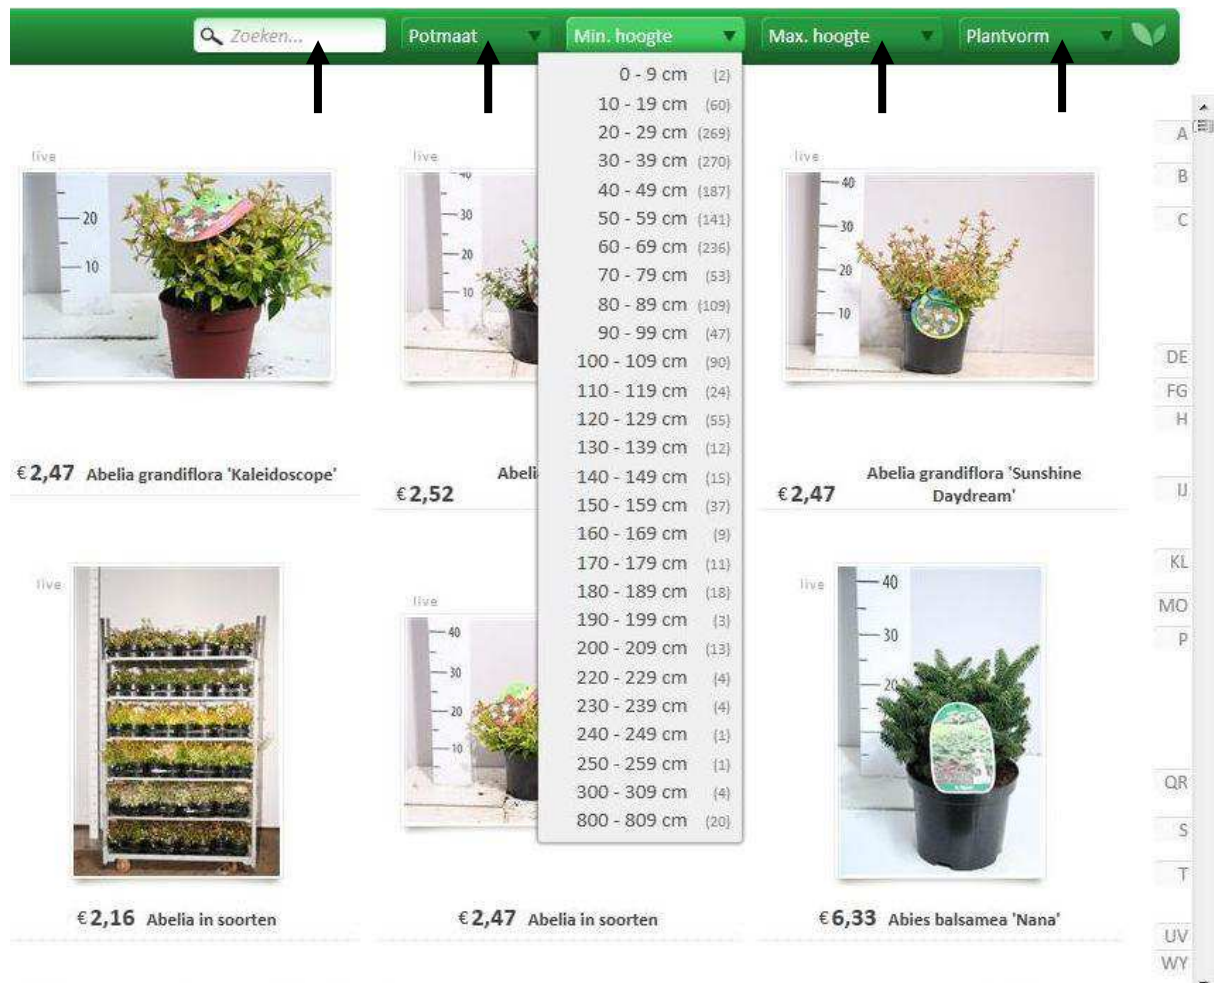 Zoeken...
Potmaat
Min. hoogte
Max. hoogte
Plantvorm
0 - 9 cm (2)
10 - 19 cm (60)
20 - 29 cm (269)
30 - 39 cm (270)
40 - 49 cm (187)
50 - 59 cm (141)
60 - 69 cm (236)
70 - 79 cm (53)
80 - 89 cm (109)
90 - 99 cm (47)
100 - 109 cm (90)
110 - 119 cm (24)
120 - 129 cm (55)
130 - 139 cm (12)
140 - 149 cm (15)
150 - 159 cm (37)
160 - 169 cm (9)
170 - 179 cm (11)
180 - 189 cm (18)
190 - 199 cm (3)
200 - 209 cm (13)
220 - 229 cm (4)
230 - 239 cm (4)
240 - 249 cm (1)
250 - 259 cm (1)
300 - 309 cm (4)
800 - 809 cm (20)
live
20
10
€ 2,47 Abelia grandiflora 'Kaleidoscope'
live
40
30
20
10
Abeli
€ 2,52
live
40
30
20
10
Abelia grandiflora 'Sunshine
€ 2,47 Daydream'
live
€ 2,16 Abelia in soorten
live
40
30
20
10
€ 2,47 Abelia in soorten
live
40
30
20
€ 6,33 Abies balsamea 'Nana'
A
B
C
DE
FG
H
IJ
KL
MO
P
QR
S
T
UV
WY